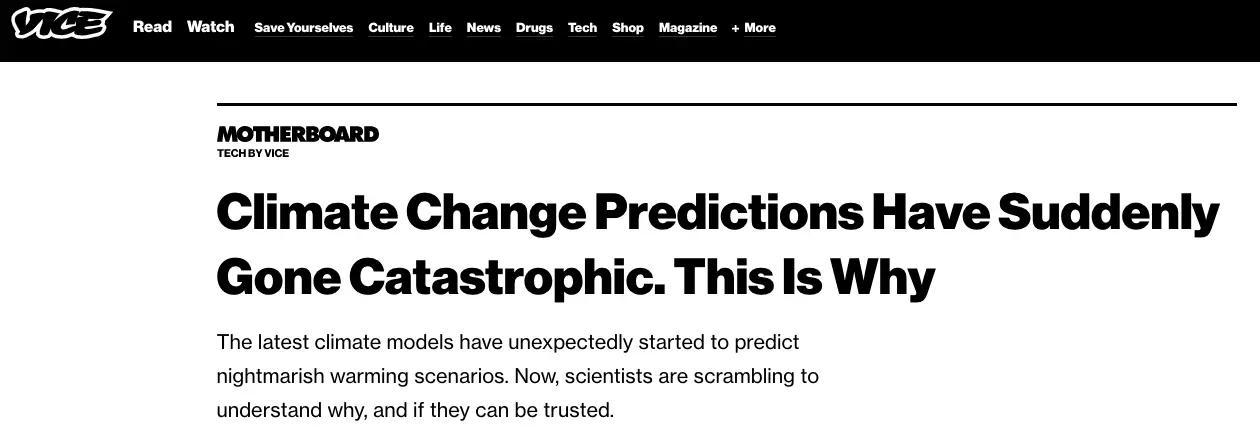 VICE Read Watch Save Yourselves Culture Life News Drugs Tech Shop Magazine + More
MOTHERBOARD
TECH BY VICE
Climate Change Predictions Have Suddenly
Gone Catastrophic. This Is Why
The latest climate models have unexpectedly started to predict
nightmarish warming scenarios. Now, scientists are scrambling to
understand why, and if they can be trusted.